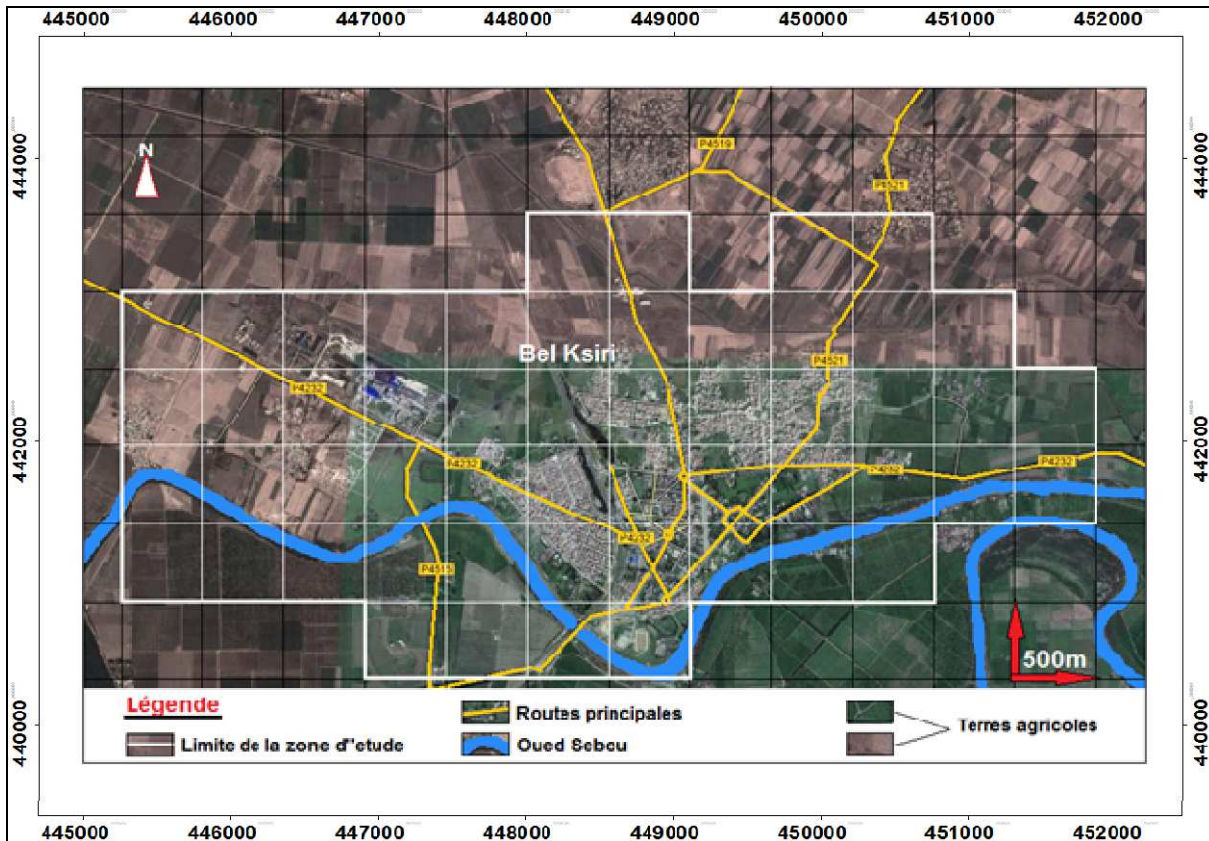 445000 446000 447000 448000 449000 450000 451000 452000
444000 444000
N
P4519
P4521
Bel Ksiri
P4521
P4232
442000 442000
P4232
P4232
P4232
P4515
500m
Légende
Routes principales
Terres agricoles
Limite de la zone d''etude
Oued Sebou
440000 440000
445000 446000 447000 448000 449000 450000 451000 452000